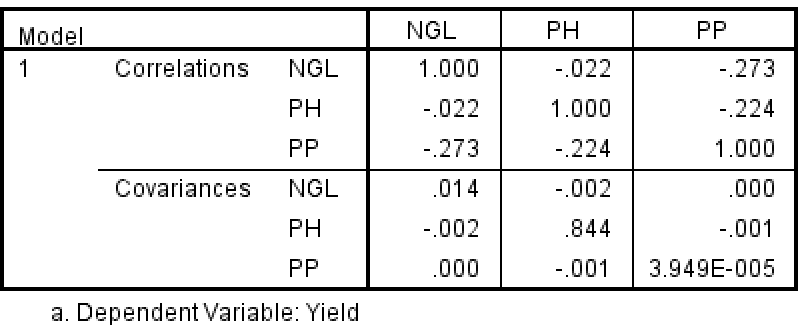 Model NGL PH PP
1 Correlations NGL 1.000 -.022 -.273
PH -.022 1.000 -.224
PP -.273 -.224 1.000
Covariances NGL .014 -.002 .000
PH -.002 .844 -.001
PP .000 -.001 3.949E-005
a. Dependent Variable: Yield